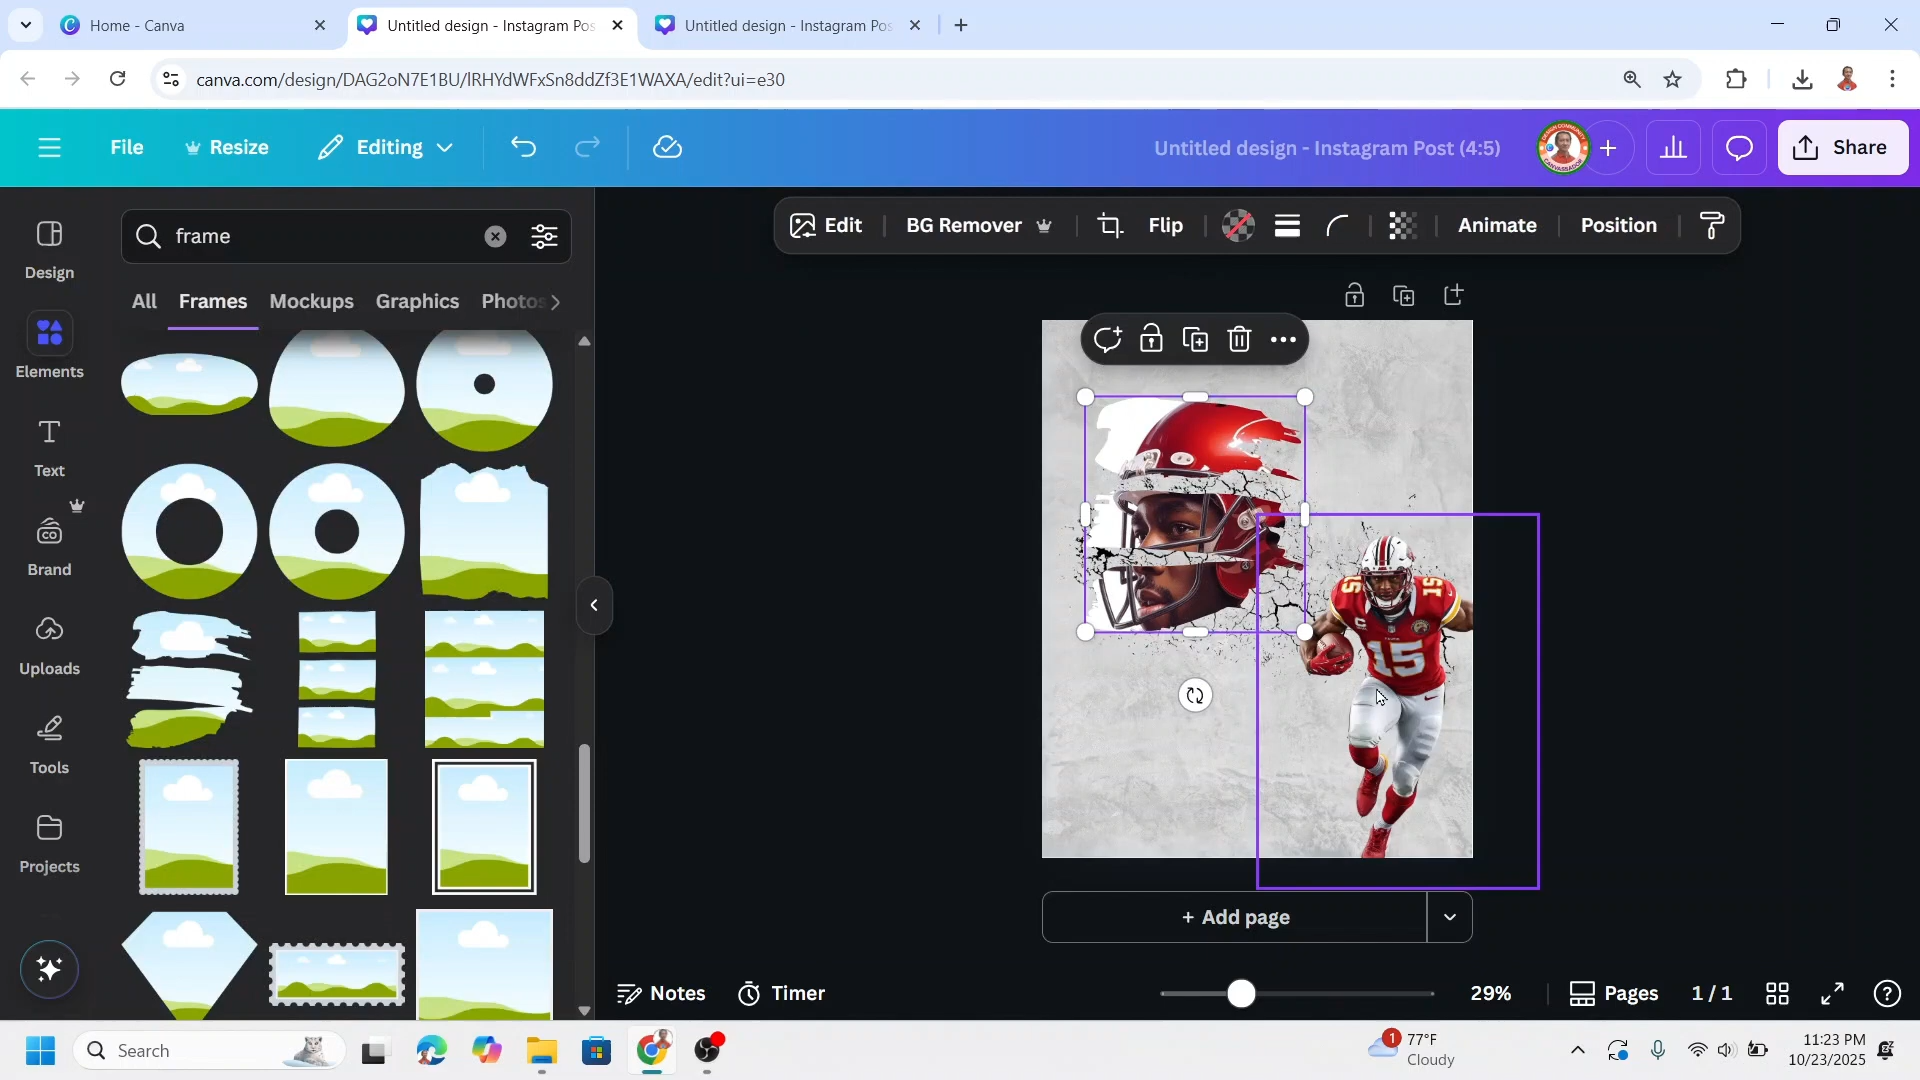 Home - Canva
Untitled design - Instagram Pos
Untitled design - Instagram Pos
canva.com/design/DAG2oN7E1BU/lRHYdWFxSn8ddZf3E1WAXA/edit?ui=e30
File
Resize
Editing
Untitled design - Instagram Post (4:5)
Share
Design
Elements
Text
Brand
Uploads
Tools
Projects
frame
All
Frames
Mockups
Graphics
Photos
Edit
BG Remover
Flip
Animate
Position
15
15
15
+ Add page
Notes
Timer
29%
Pages
1 / 1
Search
1
77°F
Cloudy
11:23 PM
10/23/2025